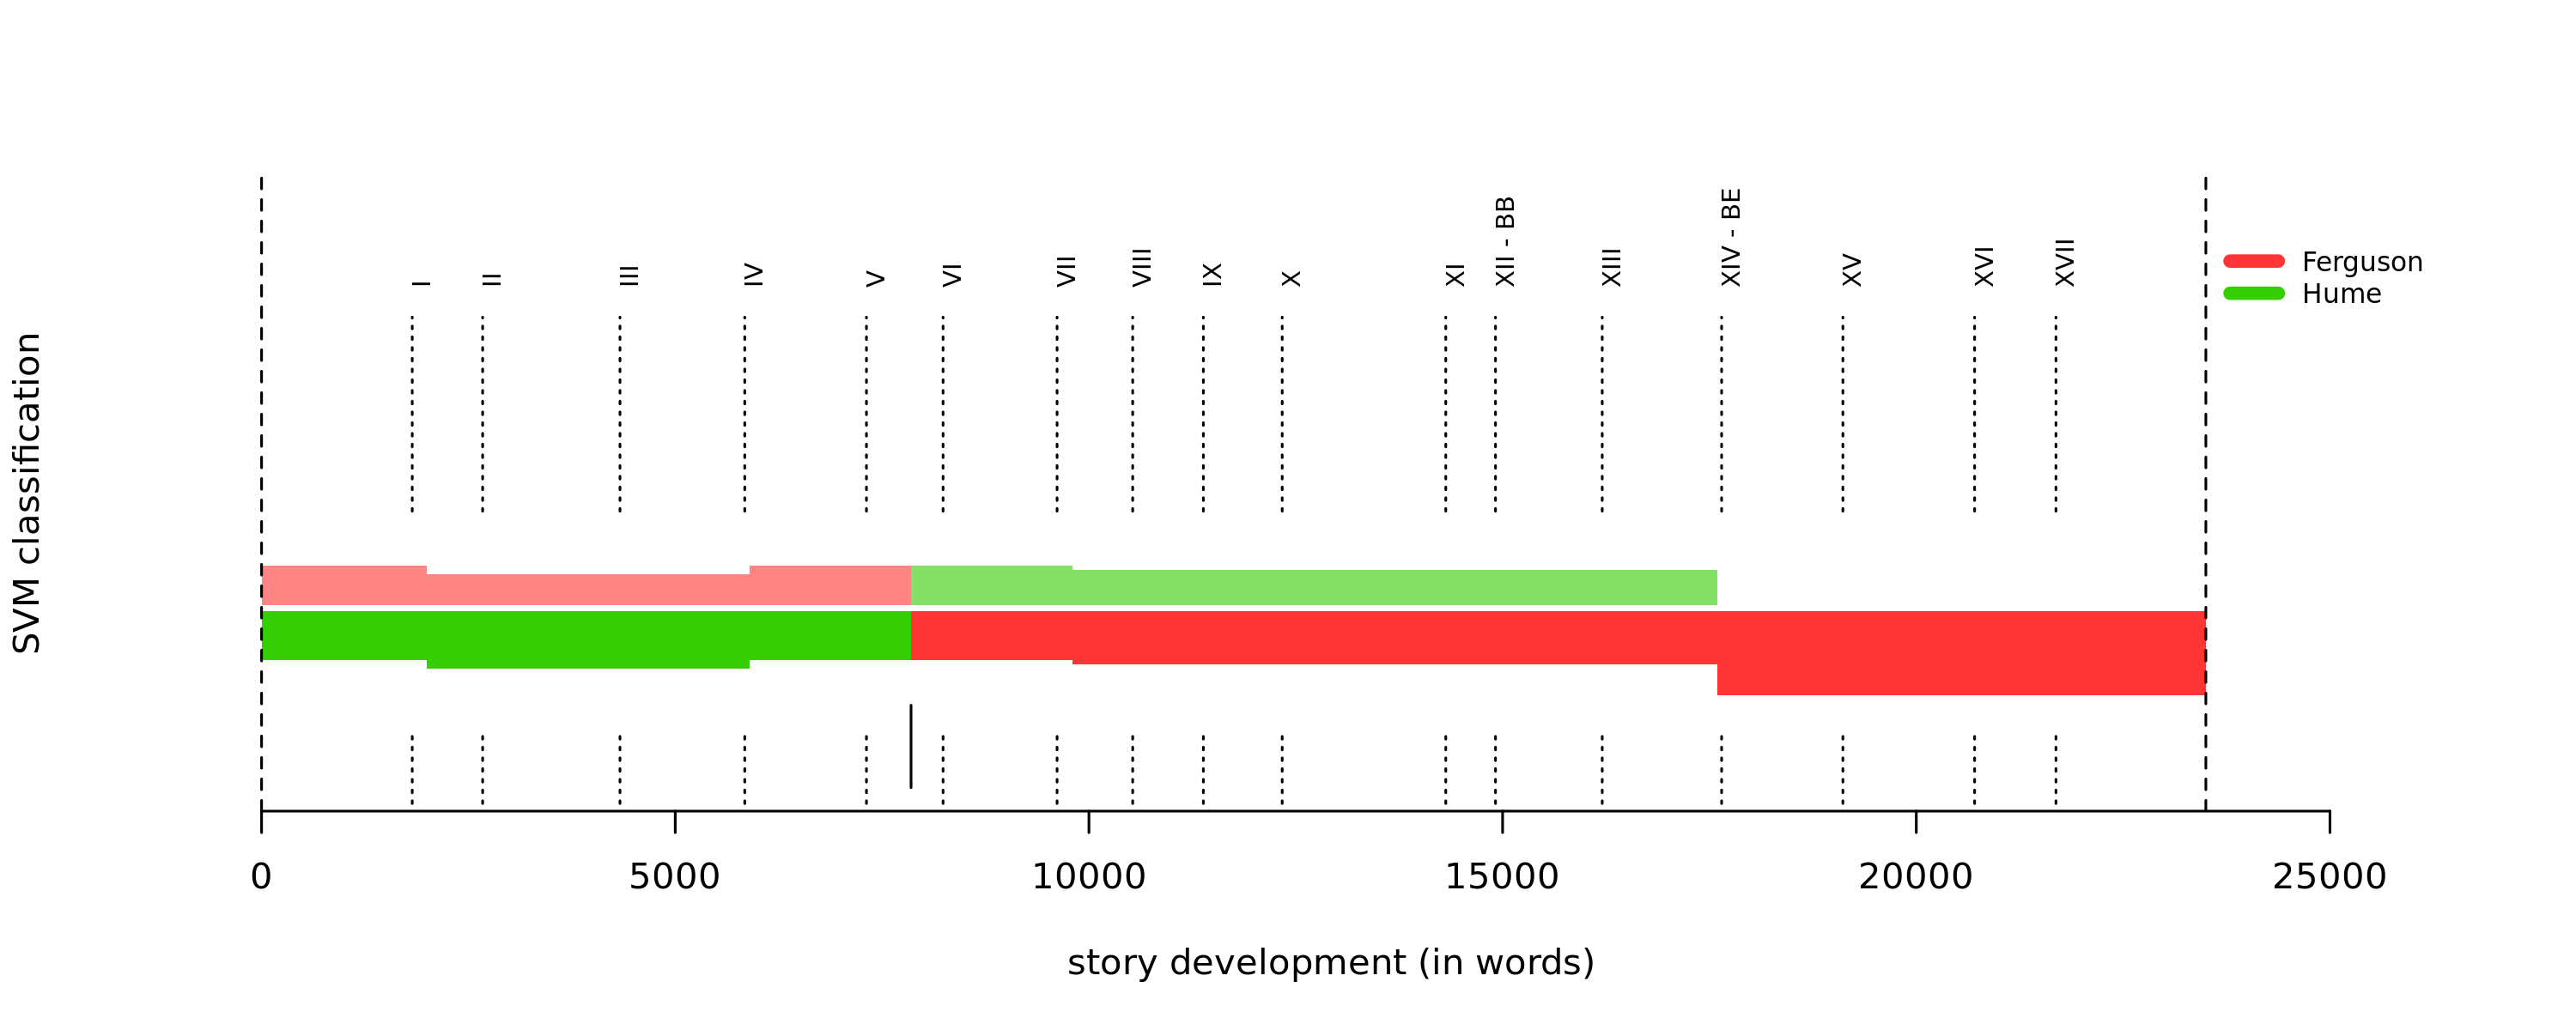 SVM classification
I
II
III
IV
V
VI
VII
VIII
IX
X
XI
XII - BB
XIII
XIV - BE
XV
XVI
XVII
Ferguson
Hume
0
5000
10000
15000
20000
25000
story development (in words)